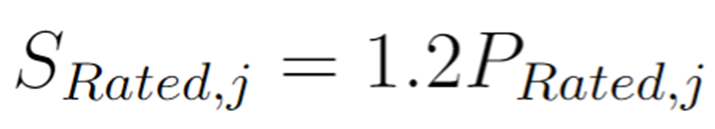 S_{Rated,j} = 1.2P_{Rated,j}